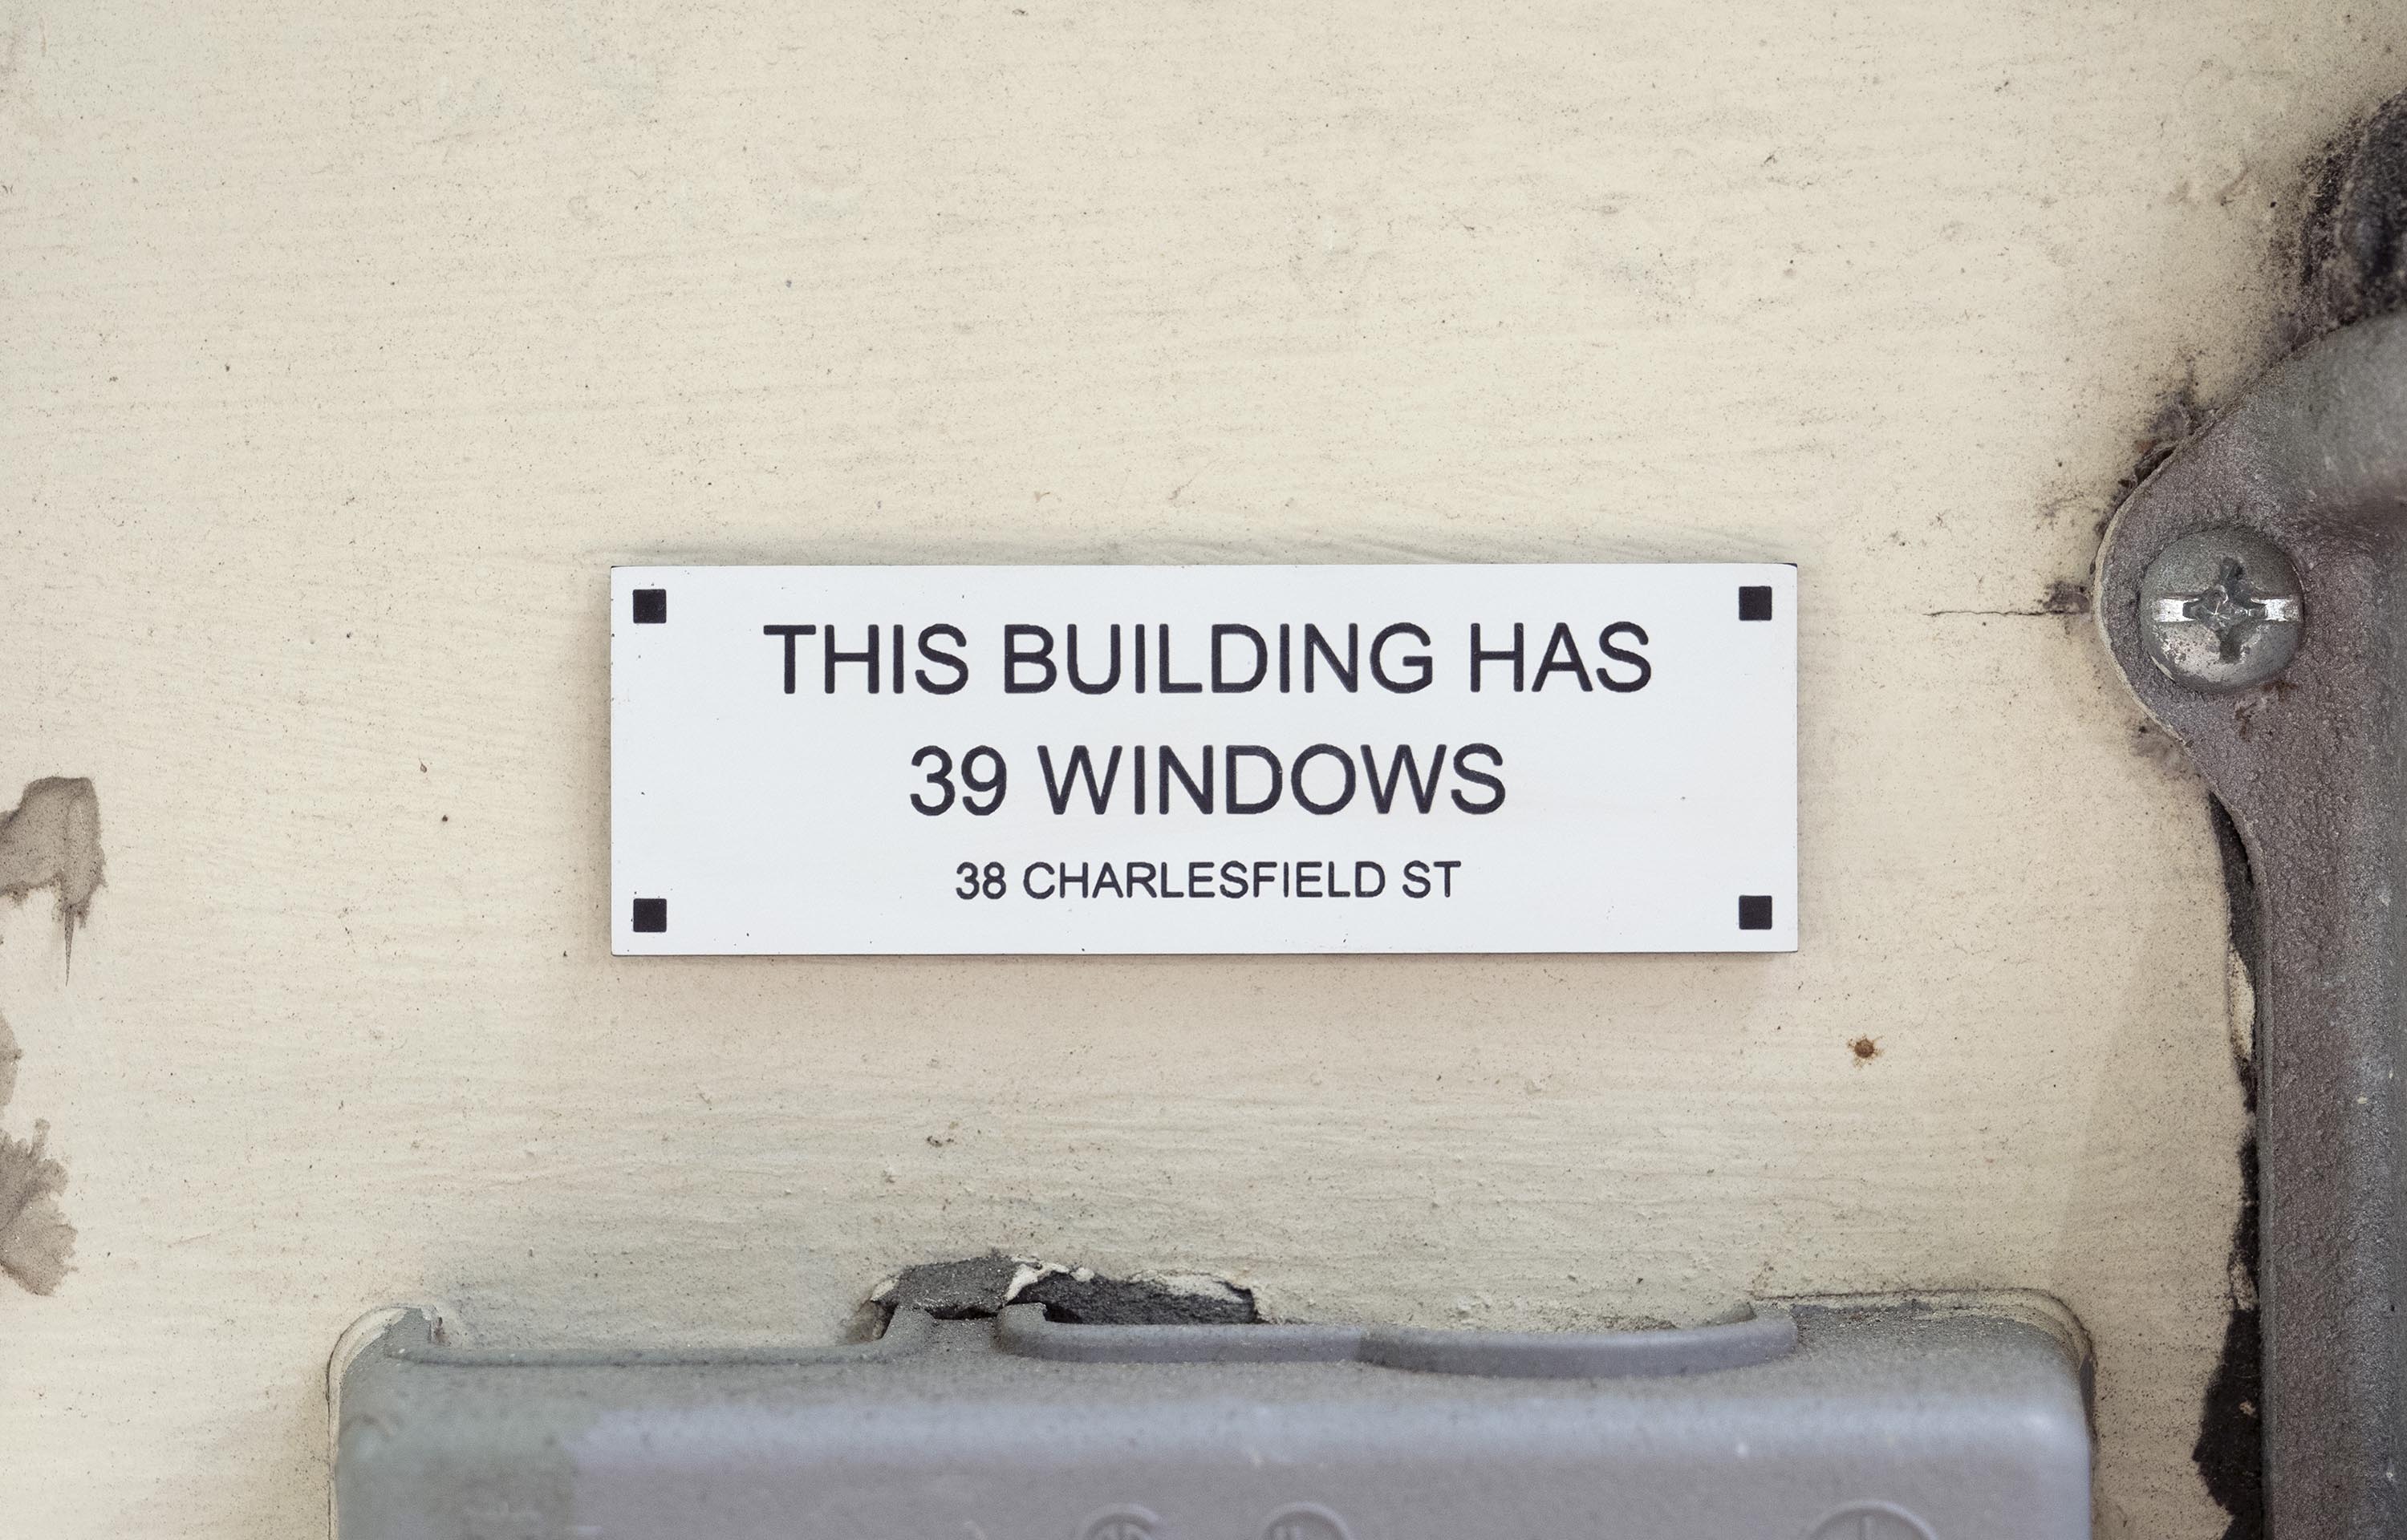 THIS BUILDING HAS
39 WINDOWS
38 CHARLESFIELD ST